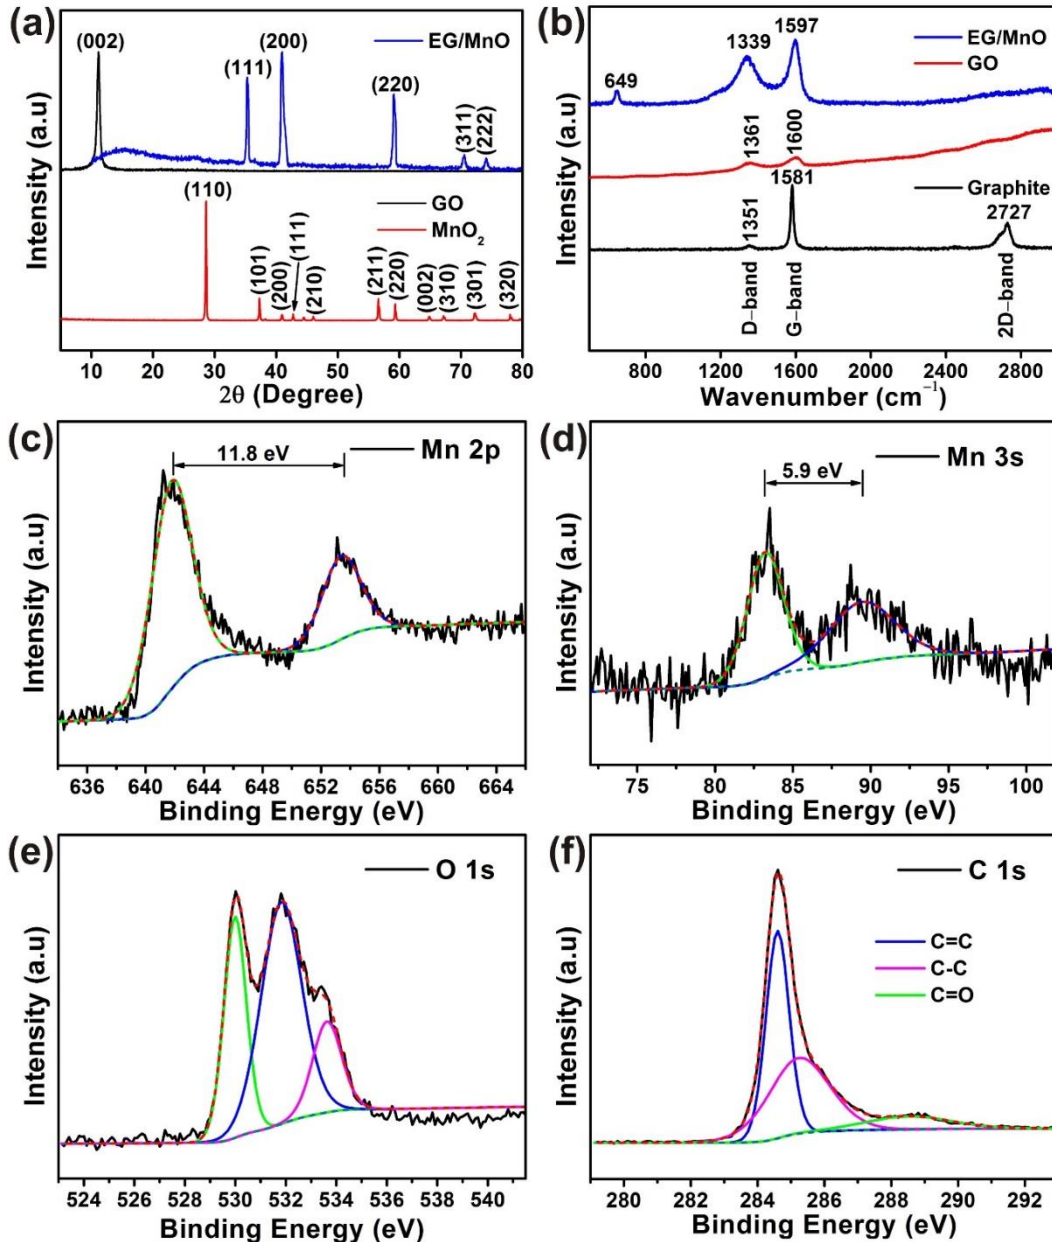 (a)
(002)
(200)
EG/MnO
(111)
(220)
(311)
(222)
(110)
GO
MnO2
(101)
(200)
(111)
(210)
(211)
(220)
(002)
(310)
(301)
(320)
Intensity (a.u)
10 20 30 40 50 60 70 80
2θ (Degree)
(b)
1597
1339
EG/MnO
GO
649
1361
1600
1581
Graphite
1351
2727
D−band
G−band
2D−band
Intensity (a.u)
800 1200 1600 2000 2400 2800
Wavenumber (cm−1)
(c)
11.8 eV
Mn 2p
Intensity (a.u)
636 640 644 648 652 656 660 664
Binding Energy (eV)
(d)
5.9 eV
Mn 3s
Intensity (a.u)
75 80 85 90 95 100
Binding Energy (eV)
(e)
O 1s
Intensity (a.u)
524 526 528 530 532 534 536 538 540
Binding Energy (eV)
(f)
C 1s
C=C
C-C
C=O
Intensity (a.u)
280 282 284 286 288 290 292
Binding Energy (eV)